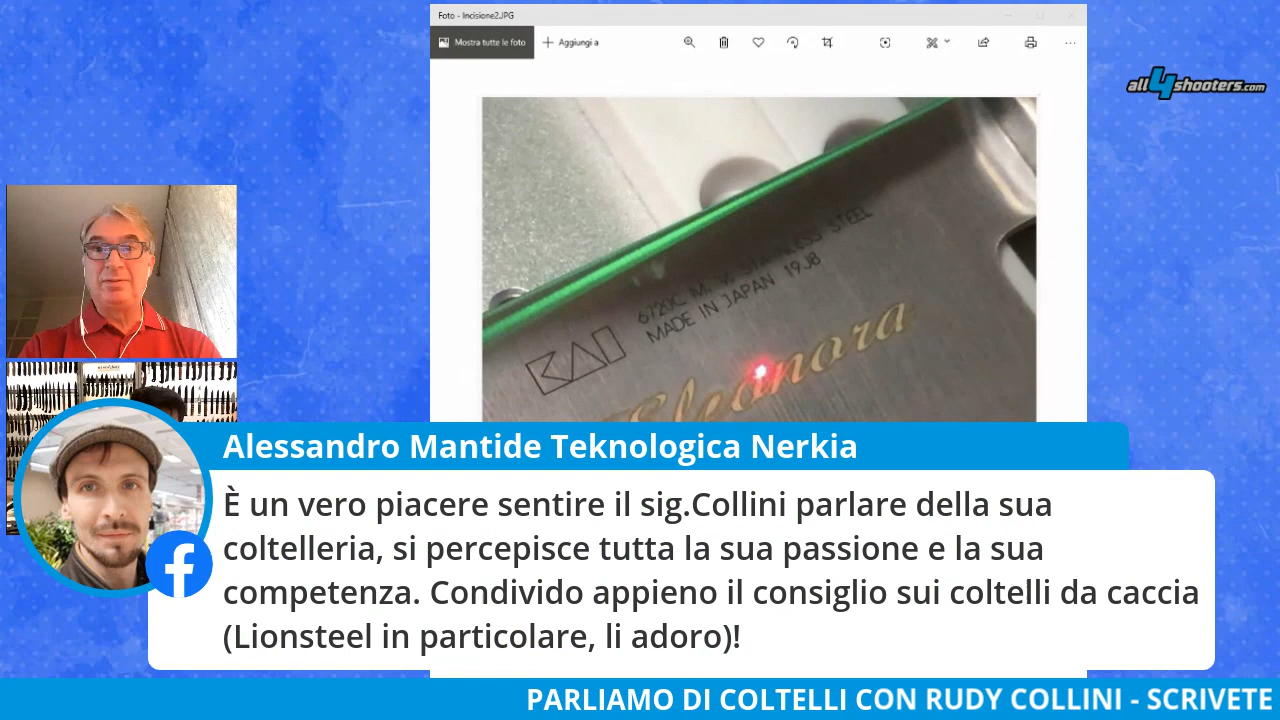 Foto - Incisione2.JPG
Mostra tutte le foto
Aggiungi a
all4shooters.com
6720C M. V. STAINLESS STEEL
MADE IN JAPAN 19J8
KAI
Eleanora
Alessandro Mantide Teknologica Nerkia
È un vero piacere sentire il sig.Collini parlare della sua
coltelleria, si percepisce tutta la sua passione e la sua
competenza. Condivido appieno il consiglio sui coltelli da caccia
(Lionsteel in particolare, li adoro)!
PARLIAMO DI COLTELLI CON RUDY COLLINI - SCRIVETE